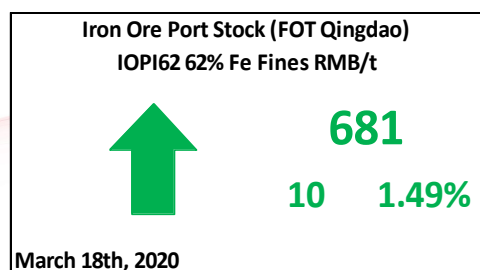 Iron Ore Port Stock (FOT Qingdao)
IOPI62 62% Fe Fines RMB/t
681
10 1.49%
March 18th, 2020